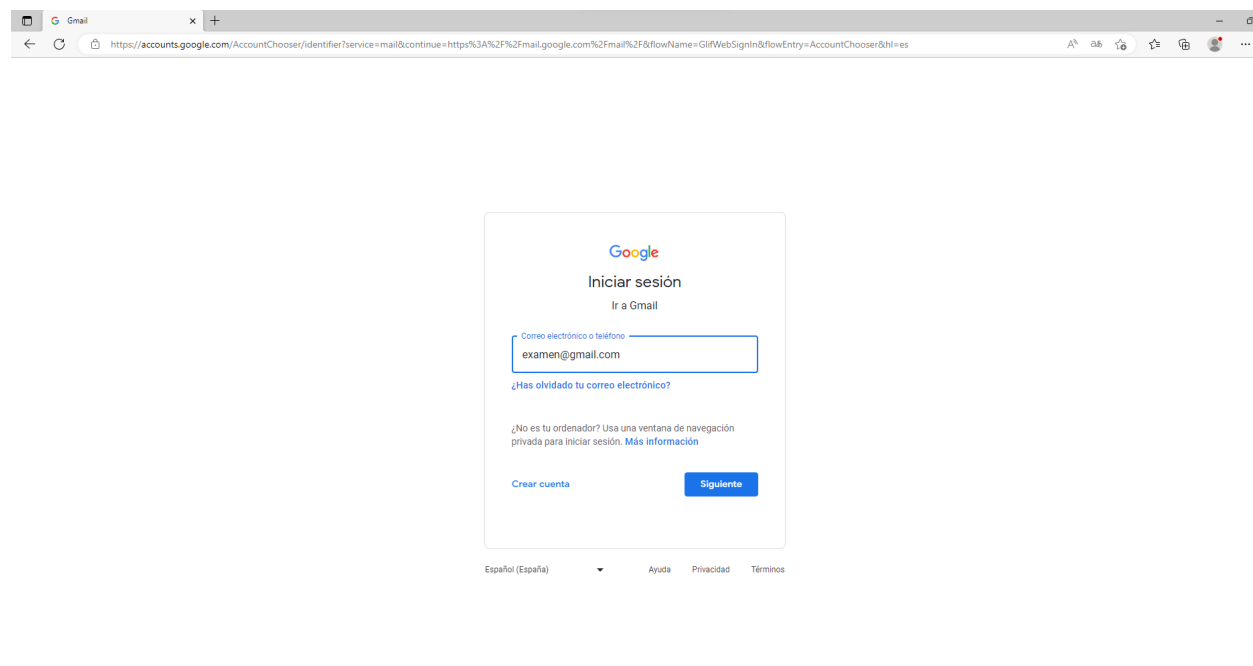 Gmail
https://accounts.google.com/AccountChooser/identifier?service=mail&continue=https%3A%2F%2Fmail.google.com%2Fmail%2F&flowName=GlifWebSignIn&flowEntry=AccountChooser&hl=es
Google
Iniciar sesión
Ir a Gmail
Correo electrónico o teléfono
examen@gmail.com
¿Has olvidado tu correo electrónico?
¿No es tu ordenador? Usa una ventana de navegación
privada para iniciar sesión. Más información
Crear cuenta Siguiente
Español (España) Ayuda Privacidad Términos